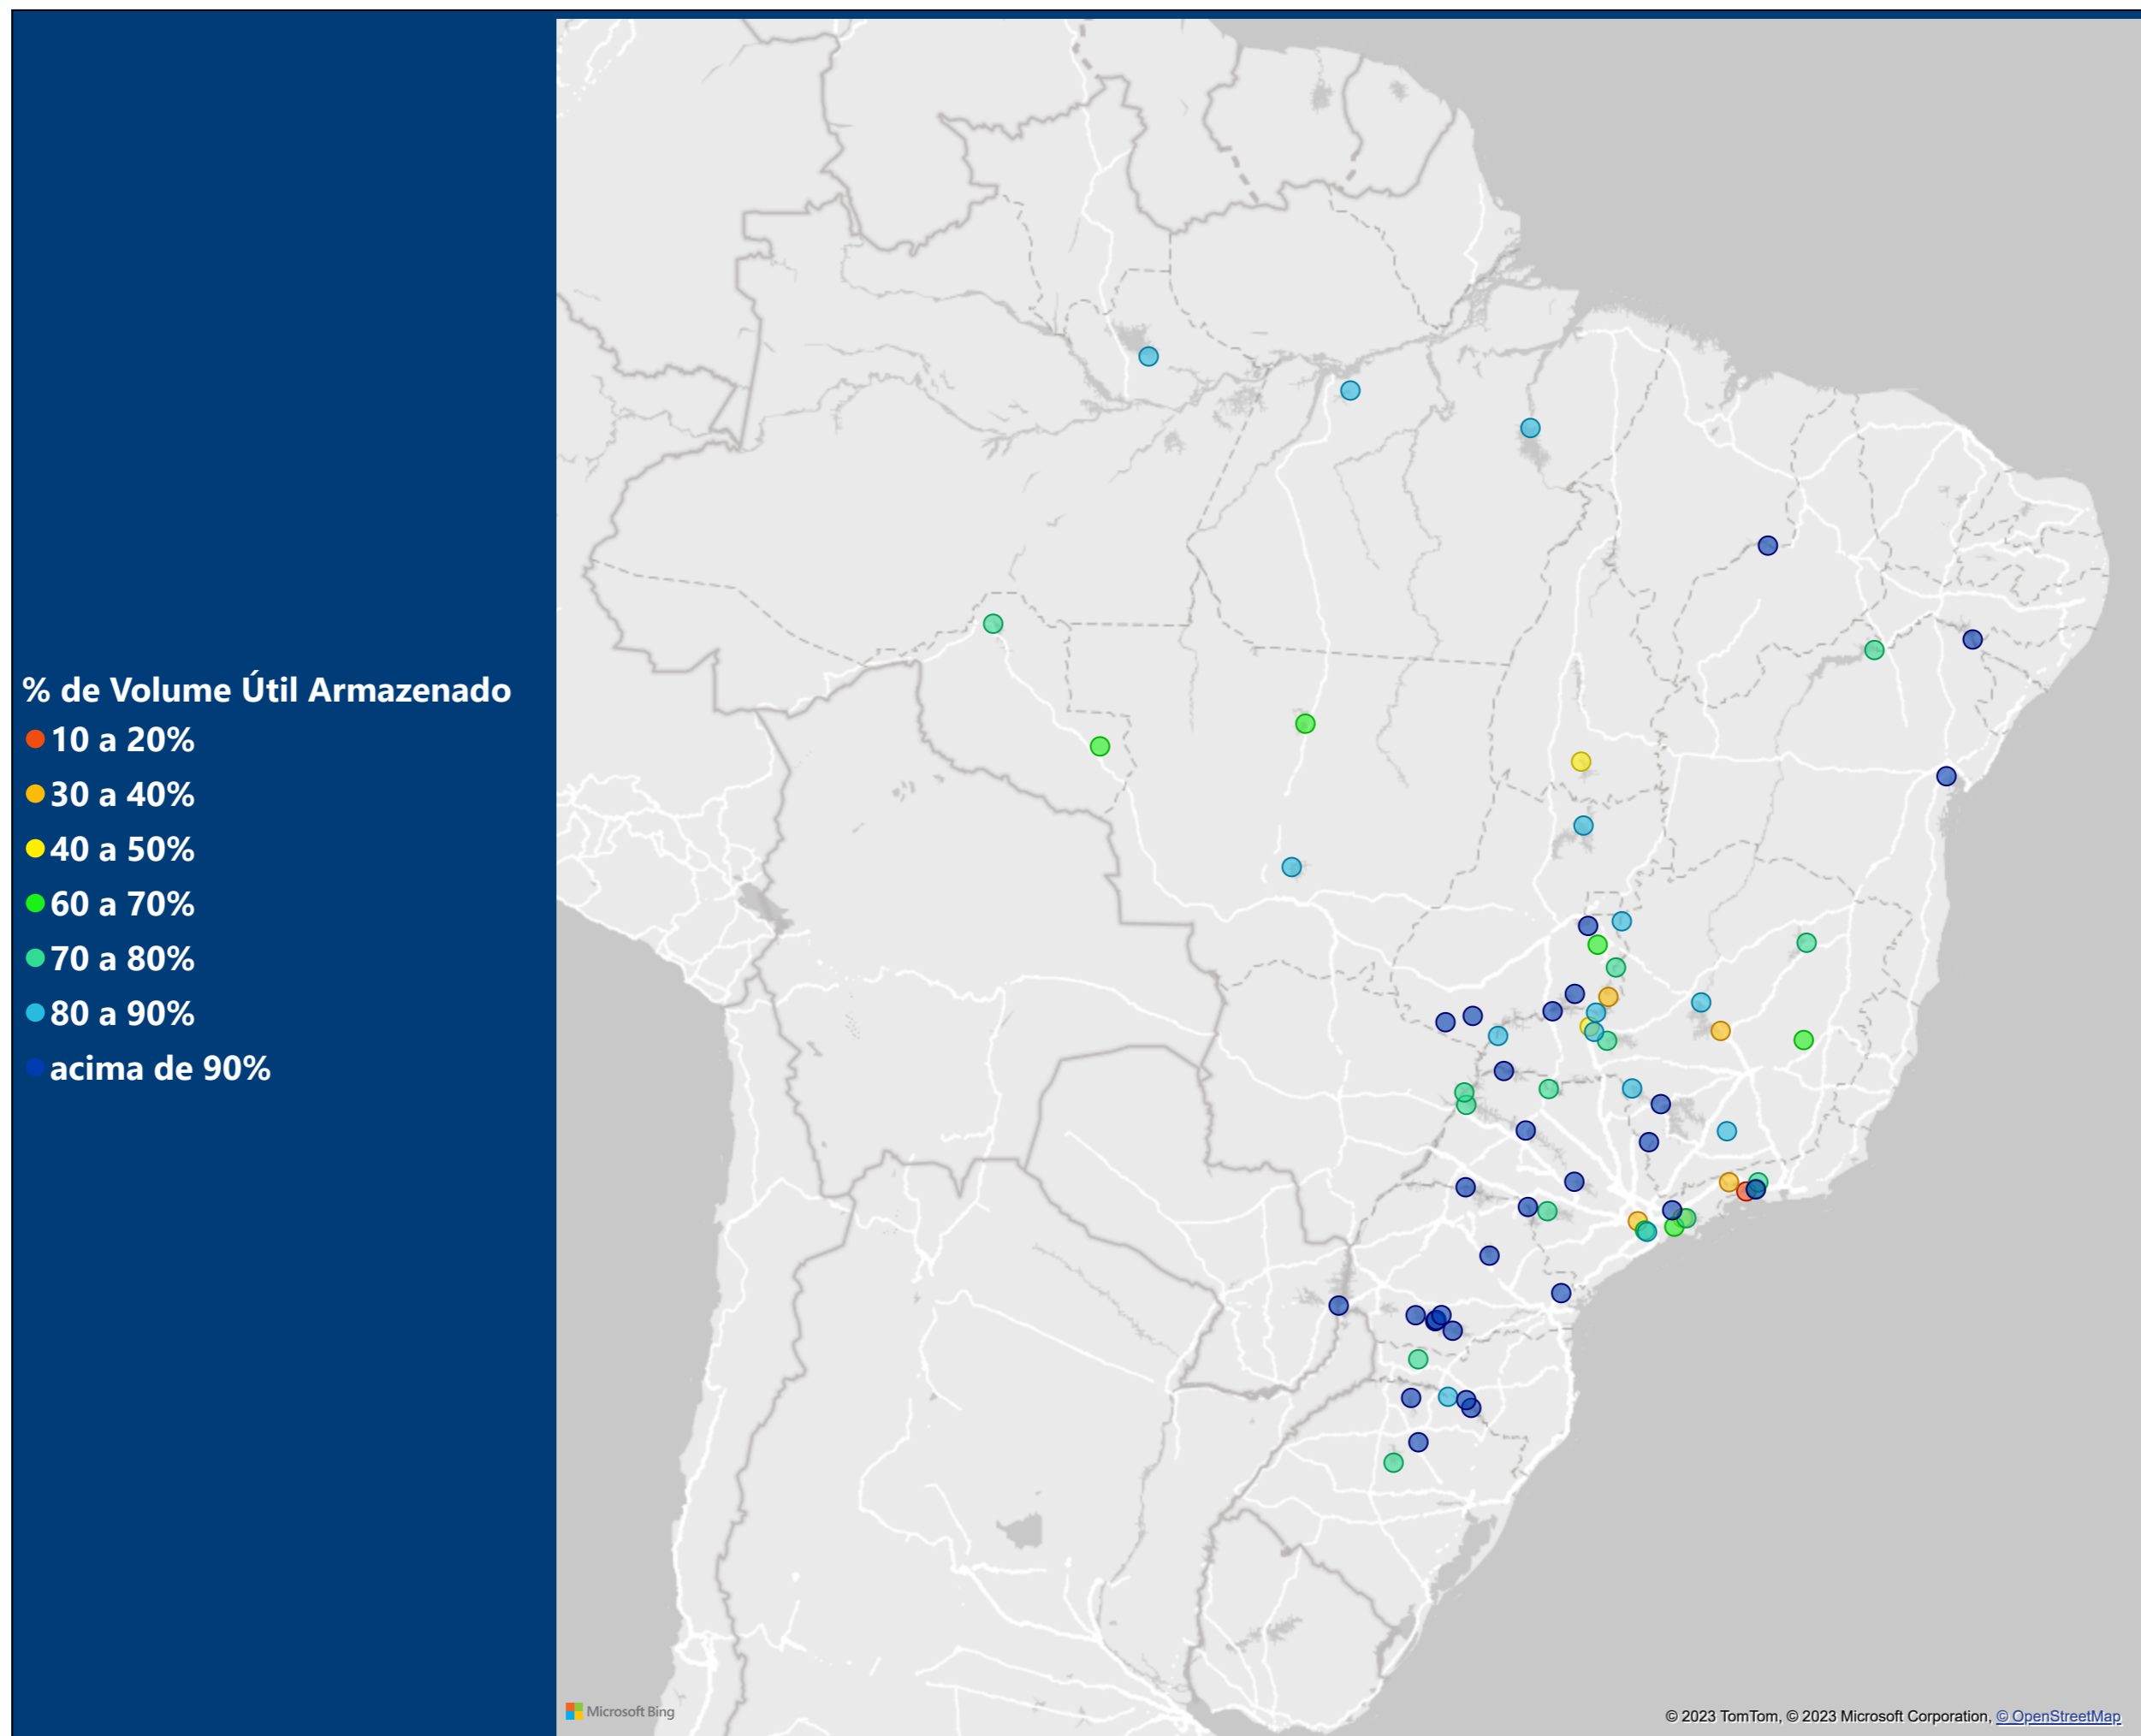 % de Volume Útil Armazenado
10 a 20%
30 a 40%
40 a 50%
60 a 70%
70 a 80%
80 a 90%
acima de 90%
Microsoft Bing
© 2023 TomTom, © 2023 Microsoft Corporation, © OpenStreetMap